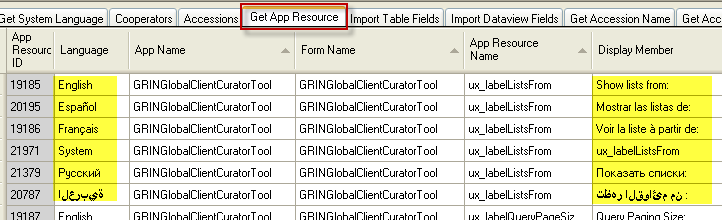 Get System Language Cooperators Accessions Get App Resource Import Table Fields Import Dataview Fields Get Accession Name Get Acc
App Resourc ID Language App Name Form Name App Resource Name Display Member
19185 English GRINGlobalClientCuratorTool GRINGlobalClientCuratorTool ux_labelListsFrom Show lists from:
20195 Español GRINGlobalClientCuratorTool GRINGlobalClientCuratorTool ux_labelListsFrom Mostrar las listas de:
19186 Français GRINGlobalClientCuratorTool GRINGlobalClientCuratorTool ux_labelListsFrom Voir la liste à partir de:
21971 System GRINGlobalClientCuratorTool GRINGlobalClientCuratorTool ux_labelListsFrom ux_labelListsFrom
21379 Русский GRINGlobalClientCuratorTool GRINGlobalClientCuratorTool ux_labelListsFrom Показать списки:
20787 العربية GRINGlobalClientCuratorTool GRINGlobalClientCuratorTool ux_labelListsFrom تظهر القوائم من :
19187 English GRINGlobalClientCuratorTool GRINGlobalClientCuratorTool ux_labelQueryPageSize Query Paging Size: